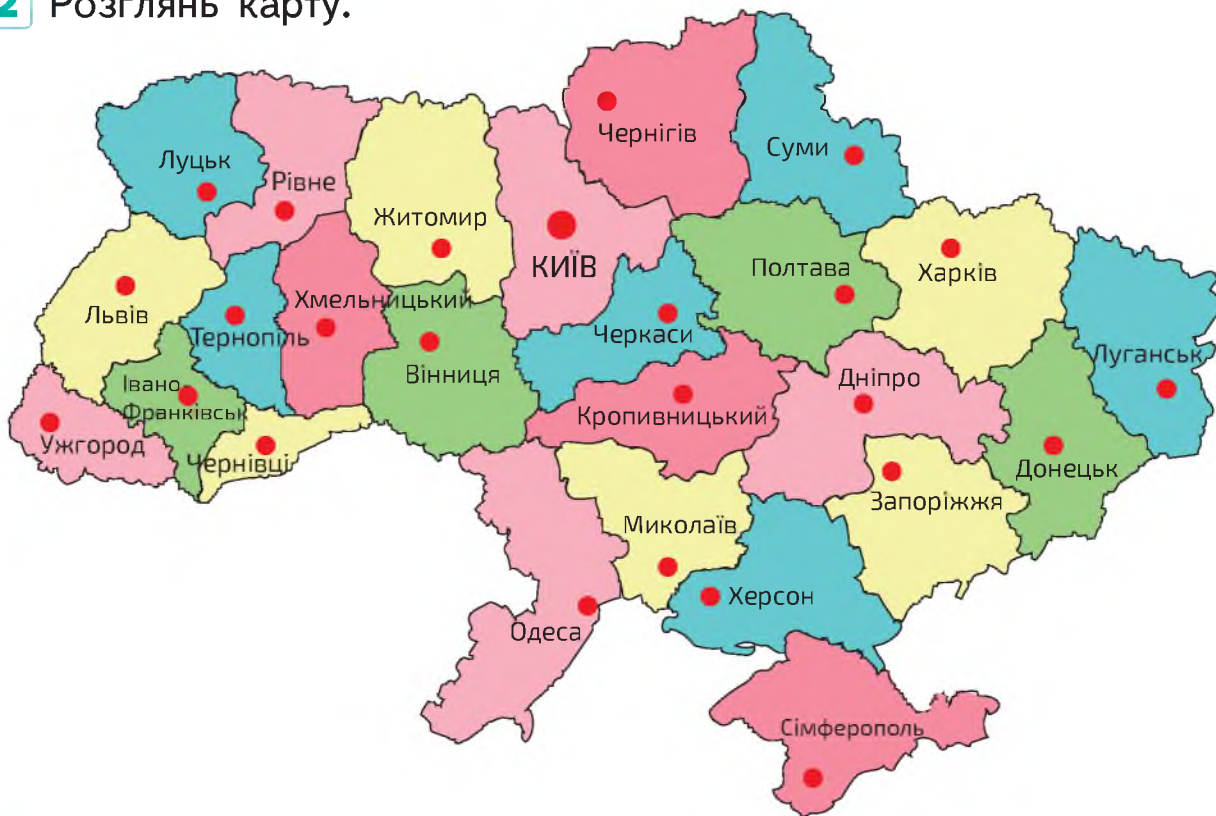 2 Розглянь карту.
Чернігів
Суми
Луцьк
Рівне
Житомир
КИЇВ
Полтава
Харків
Львів
Тернопіль
Хмельницький
Вінниця
Черкаси
Луганськ
Івано
Франківськ
Ужгород
Чернівці
Кропивницький
Дніпро
Донецьк
Запоріжжя
Миколаїв
Херсон
Одеса
Сімферополь